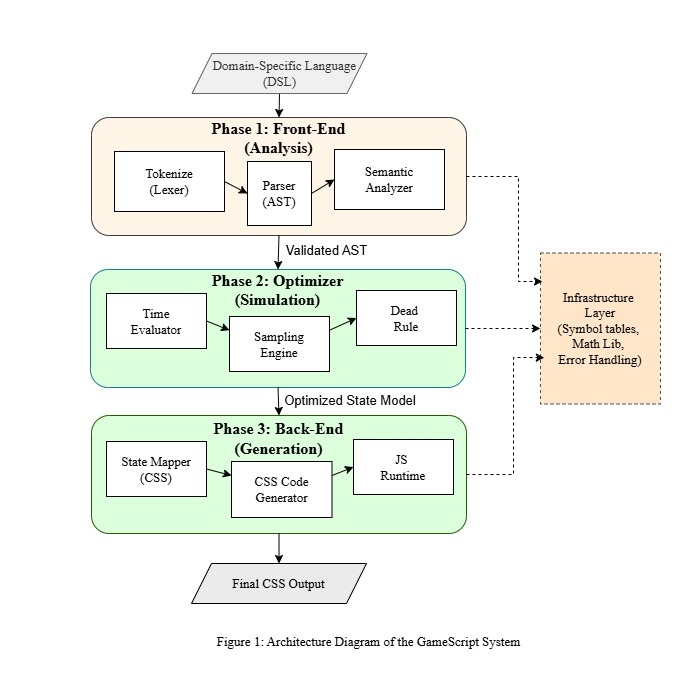 Domain-Specific Language
(DSL)
Phase 1: Front-End
(Analysis)
Tokenize
(Lexer)
Parser
(AST)
Semantic
Analyzer
Validated AST
Phase 2: Optimizer
(Simulation)
Time
Evaluator
Sampling
Engine
Dead
Rule
Infrastructure
Layer
(Symbol tables,
Math Lib,
Error Handling)
Optimized State Model
Phase 3: Back-End
(Generation)
State Mapper
(CSS)
CSS Code
Generator
JS
Runtime
Final CSS Output
Figure 1: Architecture Diagram of the GameScript System